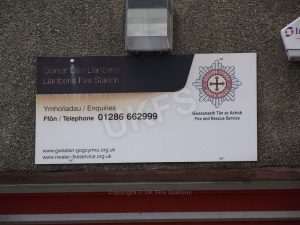 Gorsaf Dân Llanberis
Llanberis Fire Station
Ymholiadau / Enquiries
Ffôn / Telephone 01286 662999
Gwasanaeth Tân ac Achub
Fire and Rescue Service
www.gwastan-gogcymru.org.uk
www.nwales-fireservice.org.uk
UKFS
Copyright © UK Fire Stations